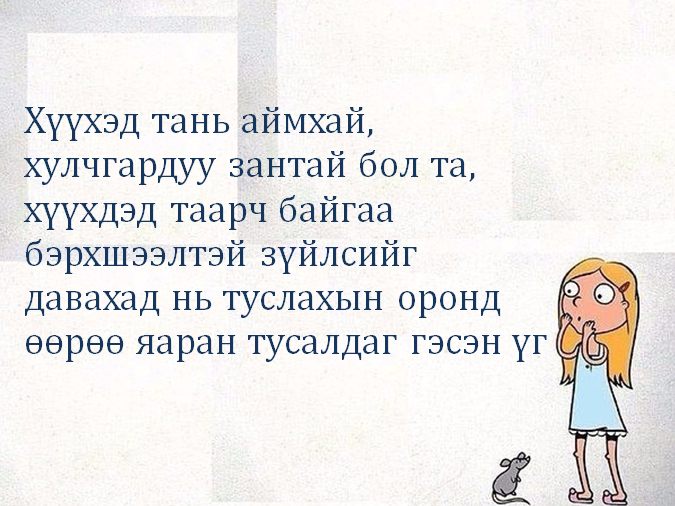 Хүүхэд тань аймхай,
хулчгардуу зантай бол та,
хүүхдэд таарч байгаа
бэрхшээлтэй зүйлсийг
давахад нь туслахын оронд
өөрөө яаран тусалдаг гэсэн үг